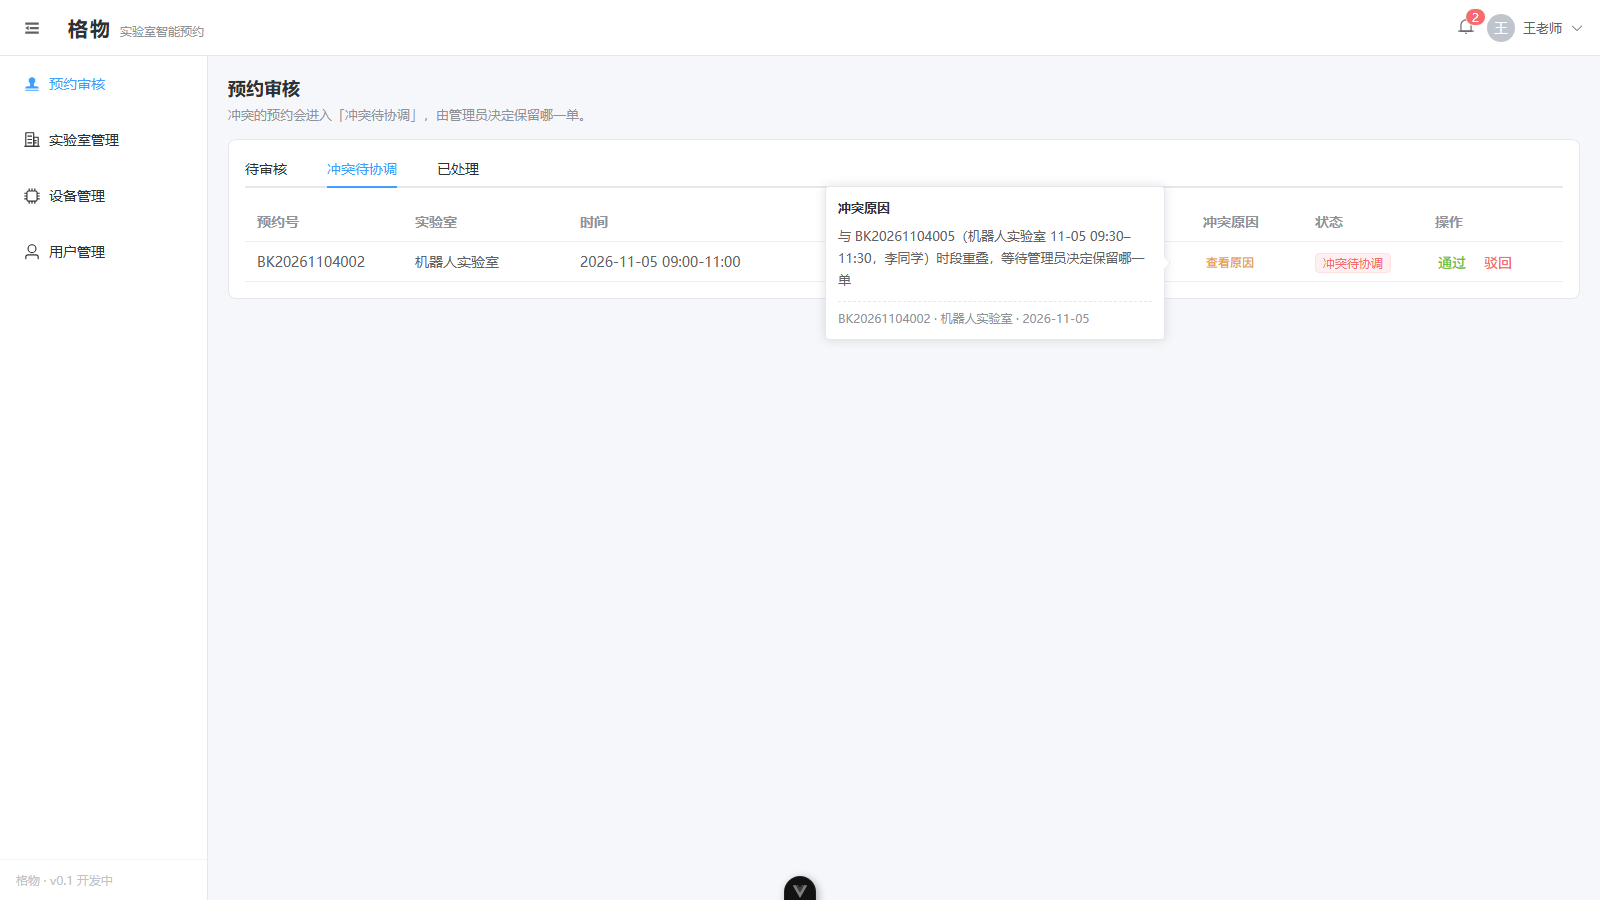 格物 实验室智能预约
2
王 王老师
预约审核
实验室管理
设备管理
用户管理
预约审核
冲突的预约会进入「冲突待协调」，由管理员决定保留哪一单。
待审核 冲突待协调 已处理
预约号 实验室 时间 冲突原因 状态 操作
BK20261104002 机器人实验室 2026-11-05 09:00-11:00 查看原因 冲突待协调 通过 驳回
冲突原因
与 BK20261104005（机器人实验室 11-05 09:30–
11:30，李同学）时段重叠，等待管理员决定保留哪一
单
BK20261104002 · 机器人实验室 · 2026-11-05
格物 · v0.1 开发中